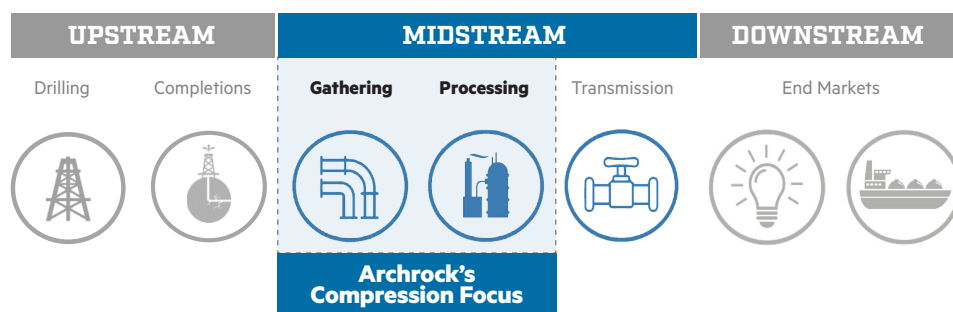 UPSTREAM MIDSTREAM DOWNSTREAM
Drilling Completions Gathering Processing Transmission End Markets
Archrock's
Compression Focus